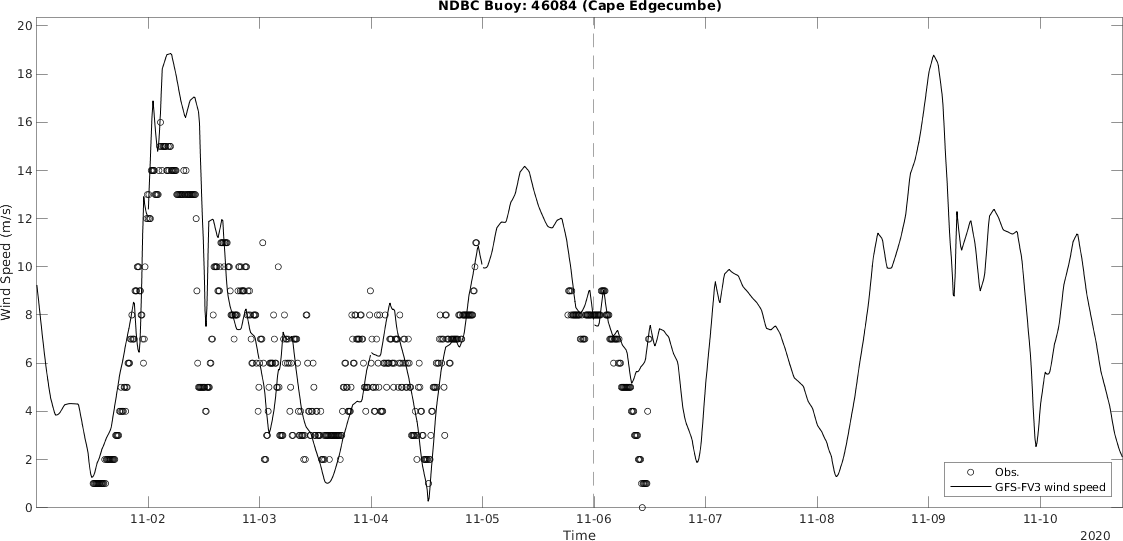 NDBC Buoy: 46084 (Cape Edgecumbe)
20
18
16
14
12
10
8
6
4
2
0
Wind Speed (m/s)
11-02 11-03 11-04 11-05 11-06 11-07 11-08 11-09 11-10
Time
2020
Obs.
GFS-FV3 wind speed